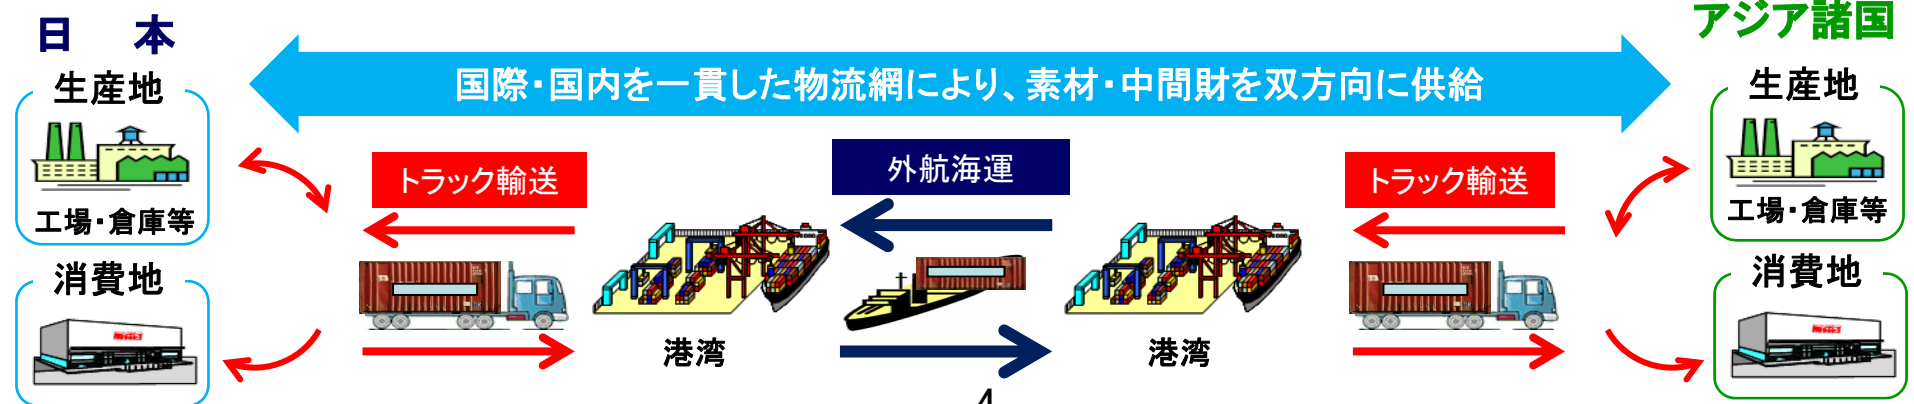 日 本
アジア諸国
国際・国内を一貫した物流網により、素材・中間財を双方向に供給
生産地
生産地
トラック輸送
外航海運
トラック輸送
工場・倉庫等
工場・倉庫等
消費地
消費地
港湾
港湾